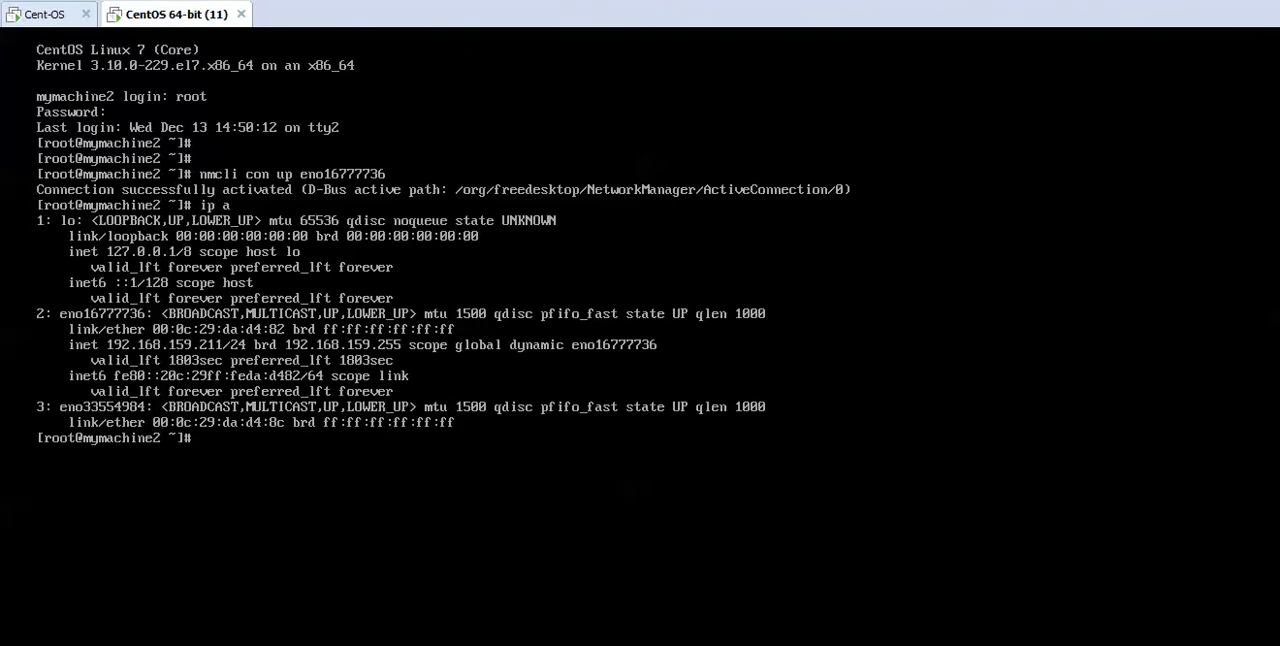 Cent-OS
CentOS 64-bit (11)
CentOS Linux 7 (Core)
Kernel 3.10.0-229.el7.x86_64 on an x86_64
mymachine2 login: root
Password:
Last login: Wed Dec 13 14:50:12 on tty2
[root@mymachine2 ~]#
[root@mymachine2 ~]#
[root@mymachine2 ~]# nmcli con up eno16777736
Connection successfully activated (D-Bus active path: /org/freedesktop/NetworkManager/ActiveConnection/0)
[root@mymachine2 ~]# ip a
1: lo: <LOOPBACK,UP,LOWER_UP> mtu 65536 qdisc noqueue state UNKNOWN
link/loopback 00:00:00:00:00:00 brd 00:00:00:00:00:00
inet 127.0.0.1/8 scope host lo
valid_lft forever preferred_lft forever
inet6 ::1/128 scope host
valid_lft forever preferred_lft forever
2: eno16777736: <BROADCAST,MULTICAST,UP,LOWER_UP> mtu 1500 qdisc pfifo_fast state UP qlen 1000
link/ether 00:0c:29:da:d4:82 brd ff:ff:ff:ff:ff:ff
inet 192.168.159.211/24 brd 192.168.159.255 scope global dynamic eno16777736
valid_lft 1803sec preferred_lft 1803sec
inet6 fe80::20c:29ff:feda:d482/64 scope link
valid_lft forever preferred_lft forever
3: eno33554984: <BROADCAST,MULTICAST,UP,LOWER_UP> mtu 1500 qdisc pfifo_fast state UP qlen 1000
link/ether 00:0c:29:da:d4:8c brd ff:ff:ff:ff:ff:ff
[root@mymachine2 ~]#